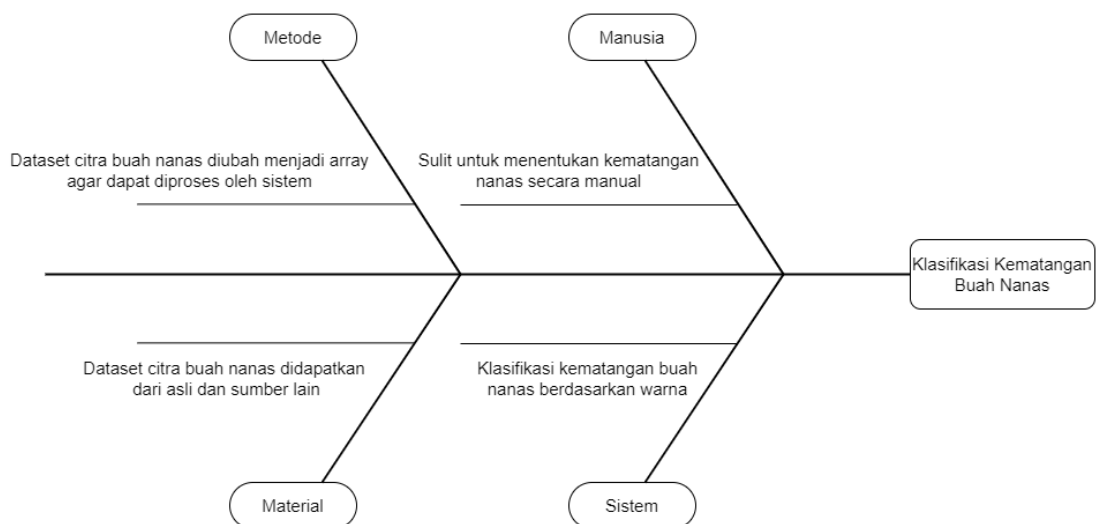 Metode
Manusia
Dataset citra buah nanas diubah menjadi array
agar dapat diproses oleh sistem
Sulit untuk menentukan kematangan
nanas secara manual
Klasifikasi Kematangan
Buah Nanas
Dataset citra buah nanas didapatkan
dari asli dan sumber lain
Klasifikasi kematangan buah
nanas berdasarkan warna
Material
Sistem